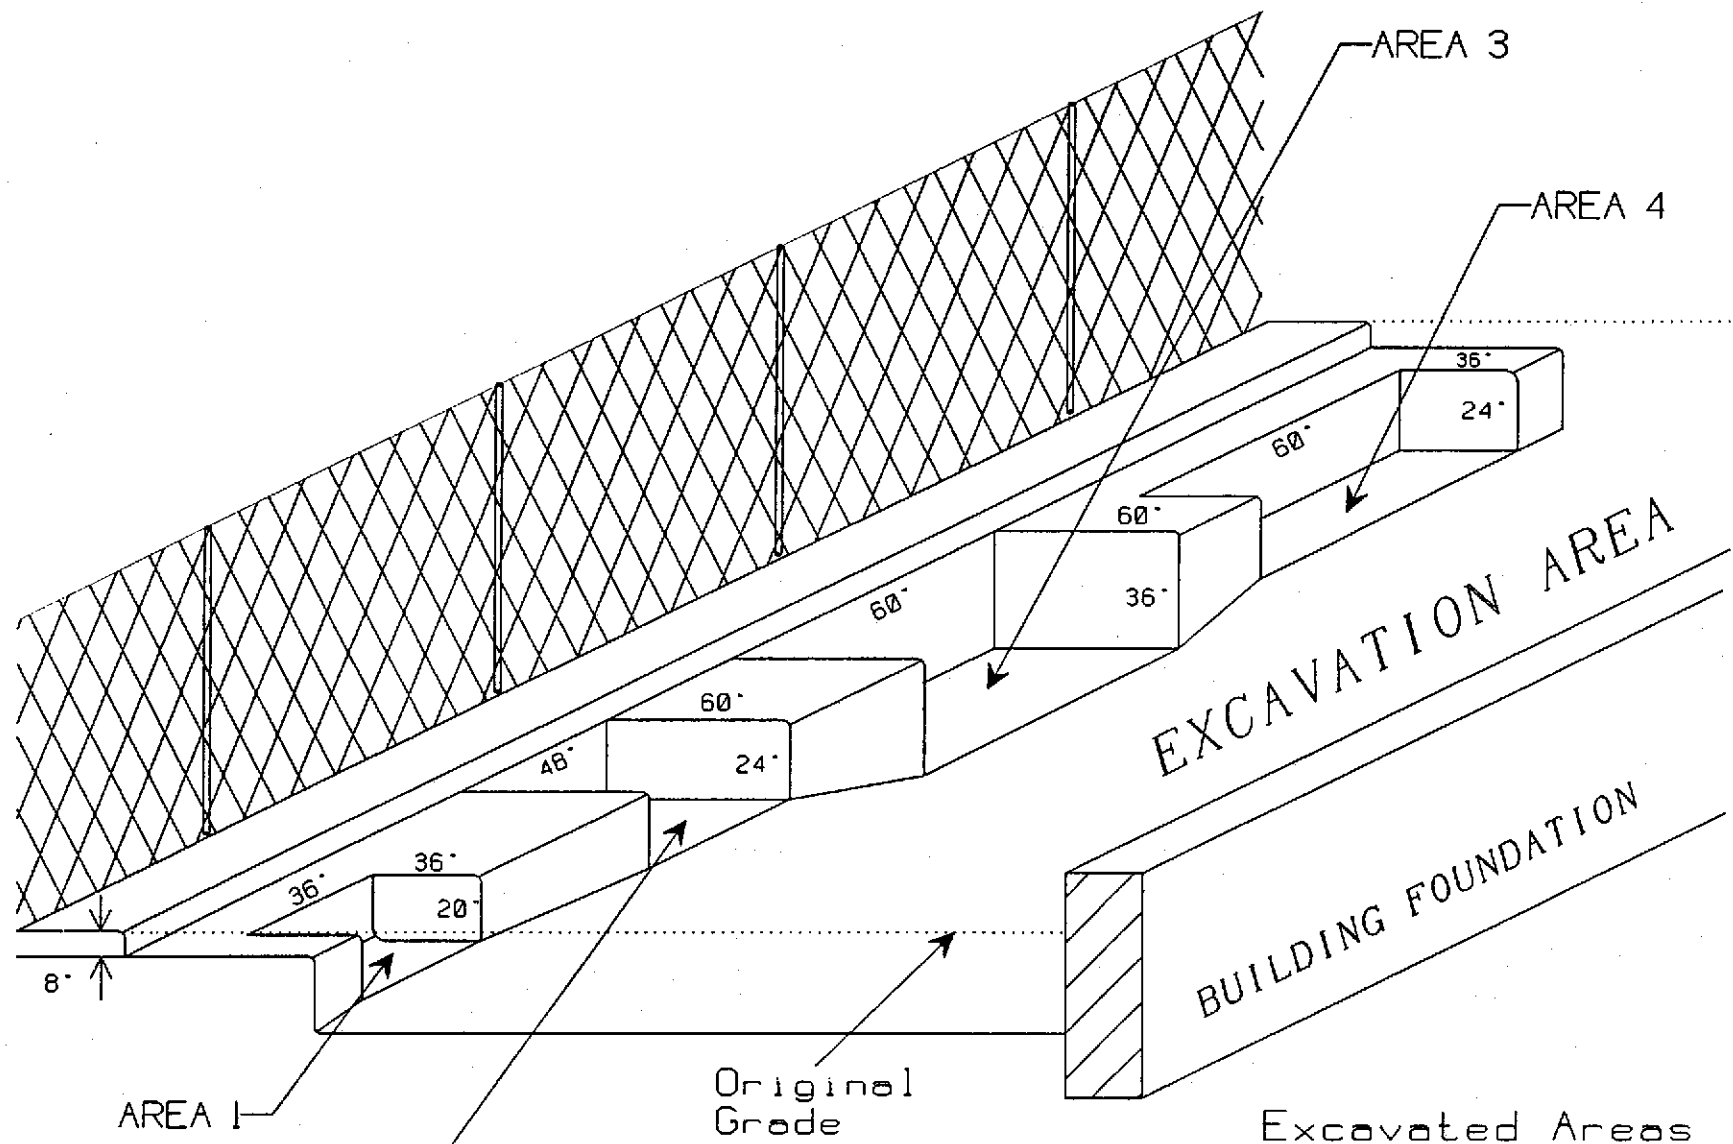 AREA 3
AREA 4
36"
24"
60"
60"
36"
60"
EXCAVATION AREA
60"
24"
48"
36"
36"
20"
8"
BUILDING FOUNDATION
AREA 1
Original
Grade
Excavated Areas